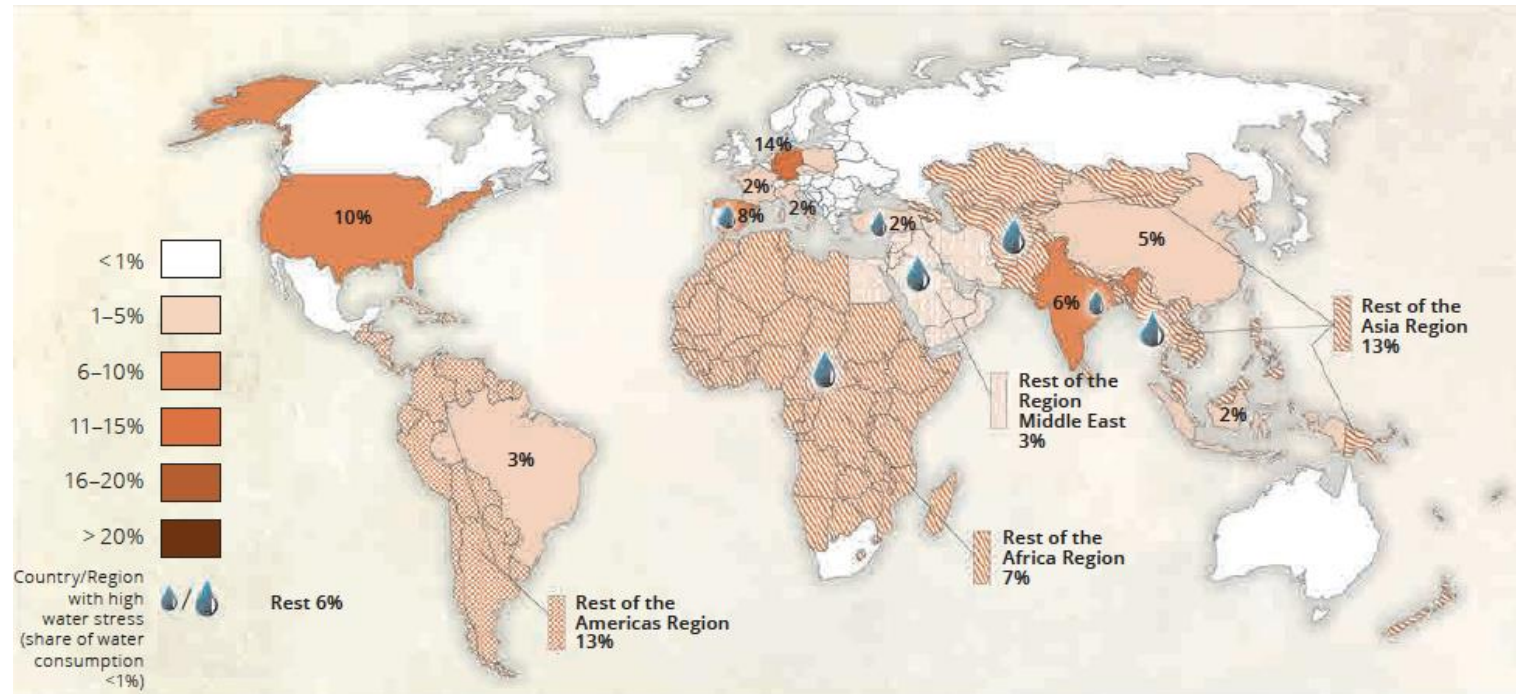 14%
2%
8%
2%
2%
10%
5%
6%
2%
3%
< 1%
1–5%
6–10%
11–15%
16–20%
> 20%
Country/Region
with high
water stress
(share of water
consumption
<1%)
/
Rest 6%
Rest of the
Americas Region
13%
Rest of the
Region
Middle East
3%
Rest of the
Africa Region
7%
Rest of the
Asia Region
13%